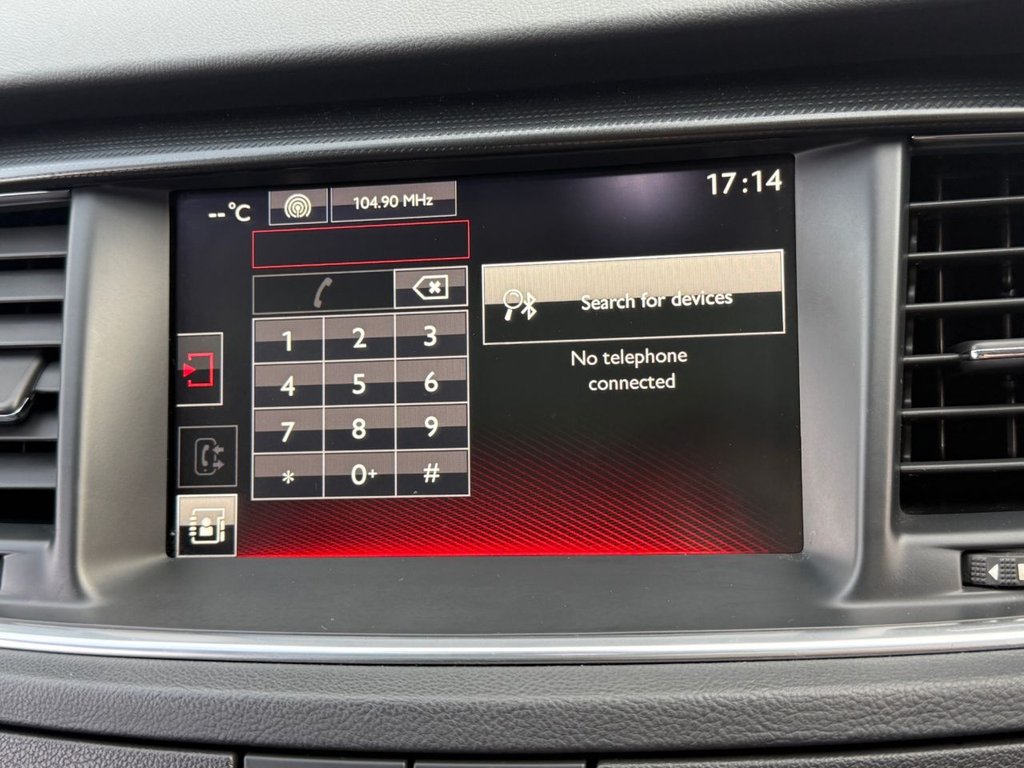 --°C
104.90 MHz
17:14
1 2 3
4 5 6
7 8 9
* 0+ #
Search for devices
No telephone
connected